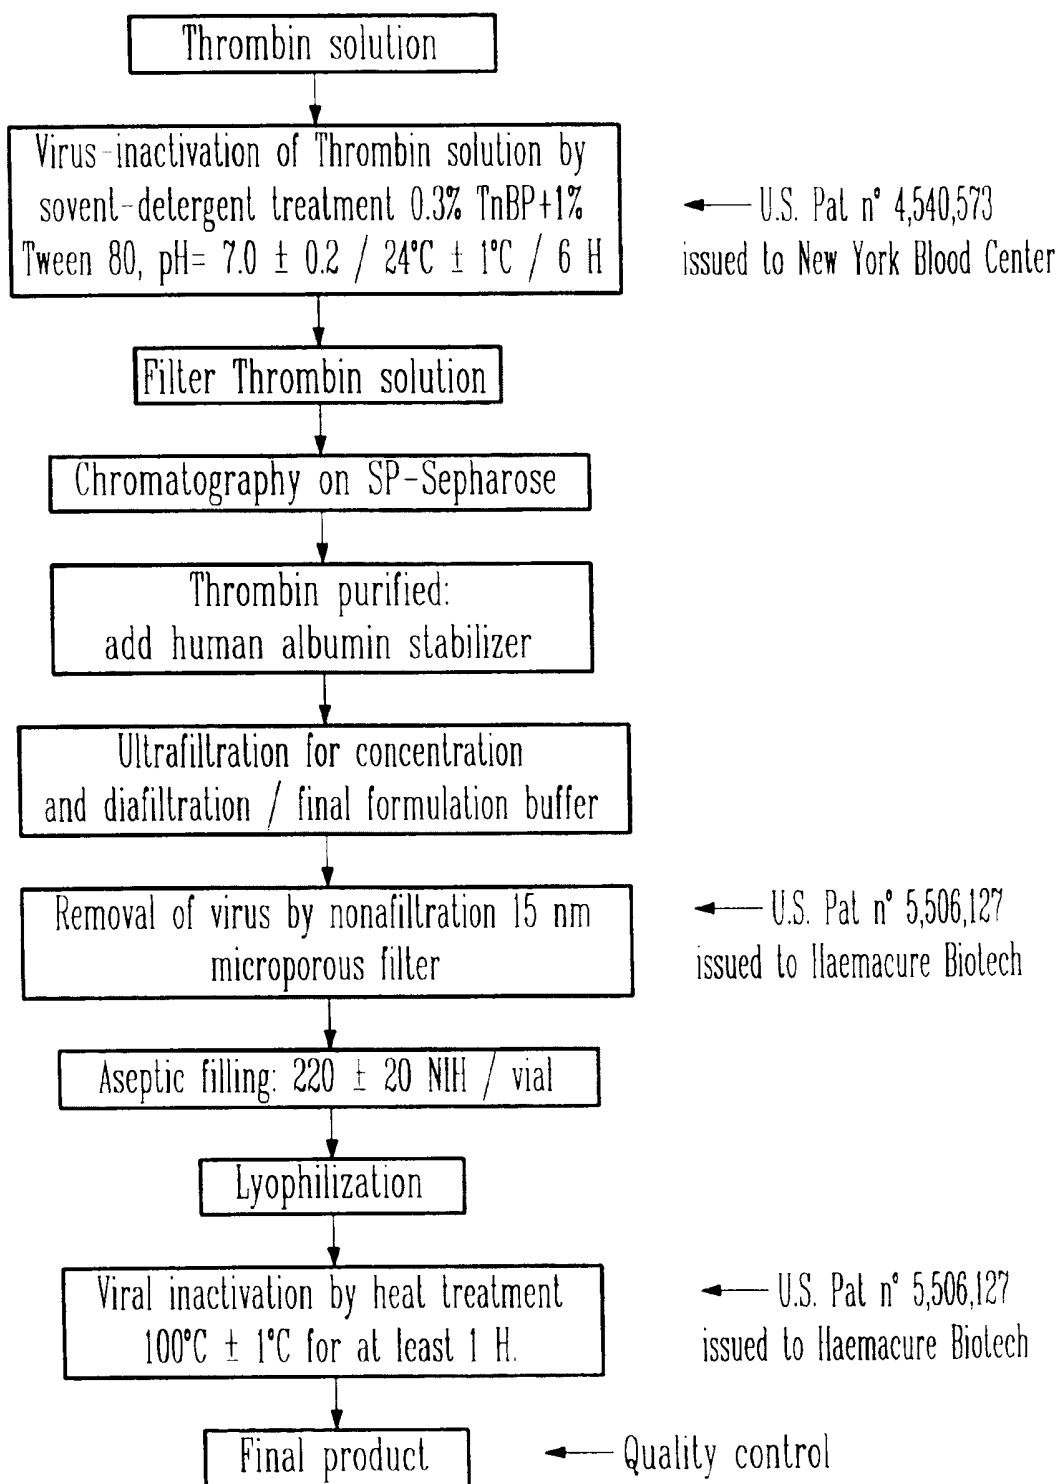 Thrombin solution
Virus-inactivation of Thrombin solution by
sovent-detergent treatment 0.3% TnBP+1%
Tween 80, pH= 7.0 ± 0.2 / 24°C ± 1°C / 6 H
U.S. Pat n° 4,540,573
issued to New York Blood Center
Filter Thrombin solution
Chromatography on SP-Sepharose
Thrombin purified:
add human albumin stabilizer
Ultrafiltration for concentration
and diafiltration / final formulation buffer
Removal of virus by nonafiltration 15 nm
microporous filter
U.S. Pat n° 5,506,127
issued to Haemacure Biotech
Aseptic filling: 220 ± 20 NIH / vial
Lyophilization
Viral inactivation by heat treatment
100°C ± 1°C for at least 1 H.
U.S. Pat n° 5,506,127
issued to Haemacure Biotech
Final product
Quality control